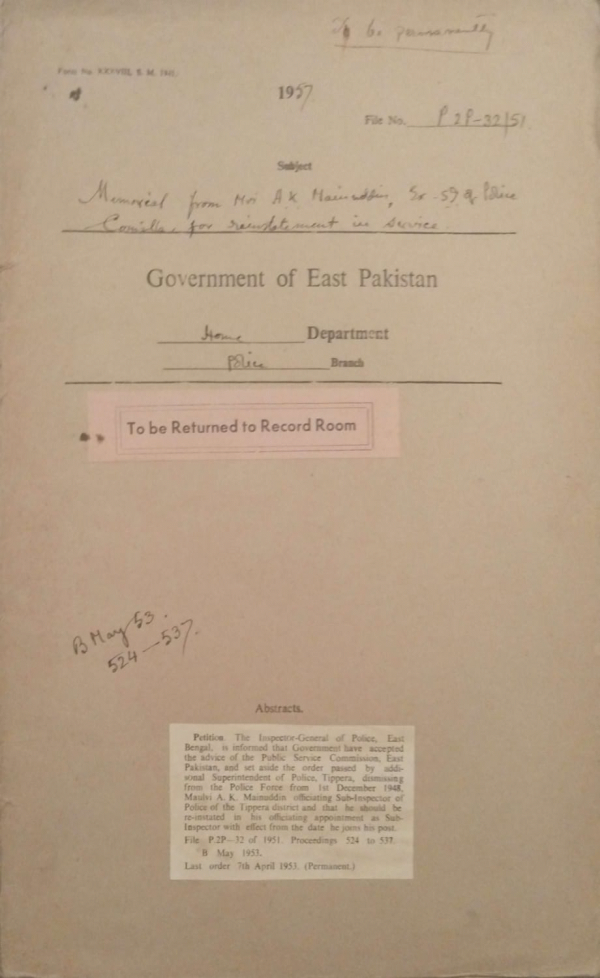 To be permanently
Form No. XXXVIII, S. M. 1941.
1957
File No. P 2P-32/51
Subject
Memorial from Mvi A K Mainuddin, Ex-SI of Police
Comilla, for reinstatement in service
Government of East Pakistan
Home Department
Police Branch
To be Returned to Record Room
B May 53.
524-537.
Abstracts.
Petition. The Inspector-General of Police, East
Bengal, is informed that Government have accepted
the advice of the Public Service Commission, East
Pakistan, and set aside the order passed by addi-
sonal Superintendent of Police, Tippera, dismissing
from the Police Force from 1st December 1948,
Maulvi A. K. Mainuddin officiating Sub-Inspector of
Police of the Tippera district and that he should be
re-instated in his officiating appointment as Sub-
Inspector with effect from the date he joins his post.
File P.2P—32 of 1951. Proceedings 524 to 537.
B May 1953.
Last order 7th April 1953. (Permanent.)